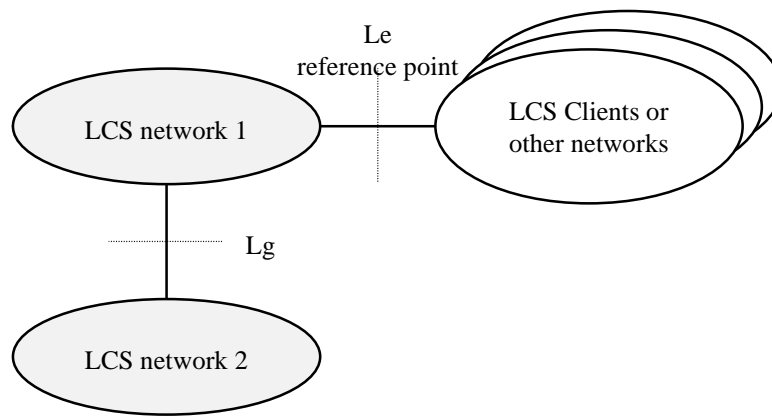 Le
reference point
LCS network 1
LCS Clients or
other networks
Lg
LCS network 2